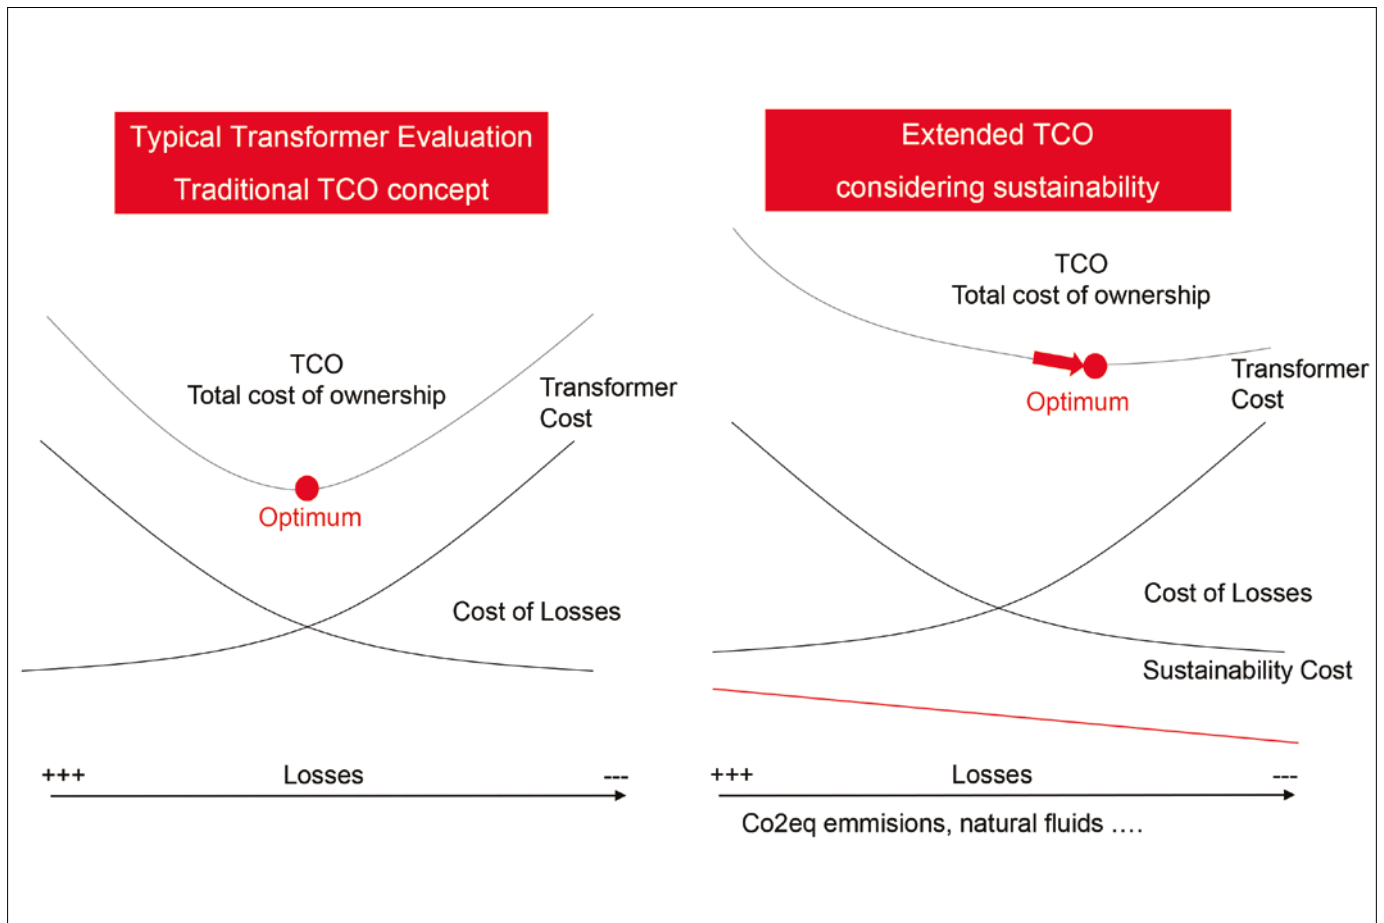 Typical Transformer Evaluation
Traditional TCO concept
TCO
Total cost of ownership
Transformer
Cost
Optimum
Cost of Losses
+++ Losses ---
Extended TCO
considering sustainability
TCO
Total cost of ownership
Transformer
Cost
Optimum
Cost of Losses
Sustainability Cost
+++ Losses ---
Co2eq emmisions, natural fluids ....